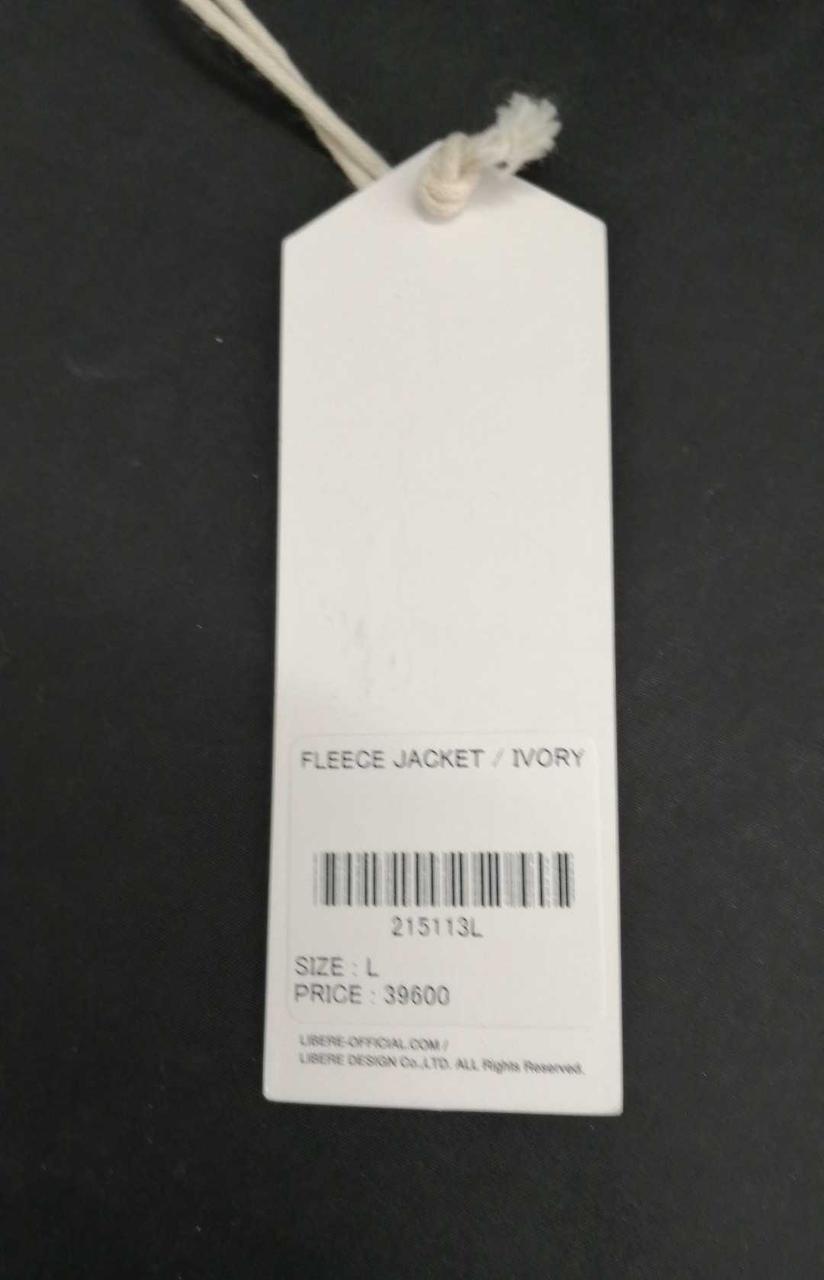 FLEECE JACKET / IVORY
215113L
SIZE : L
PRICE : 39600
LIBERE-OFFICIAL.COM /
LIBERE DESIGN Co.,LTD. ALL Rights Reserved.